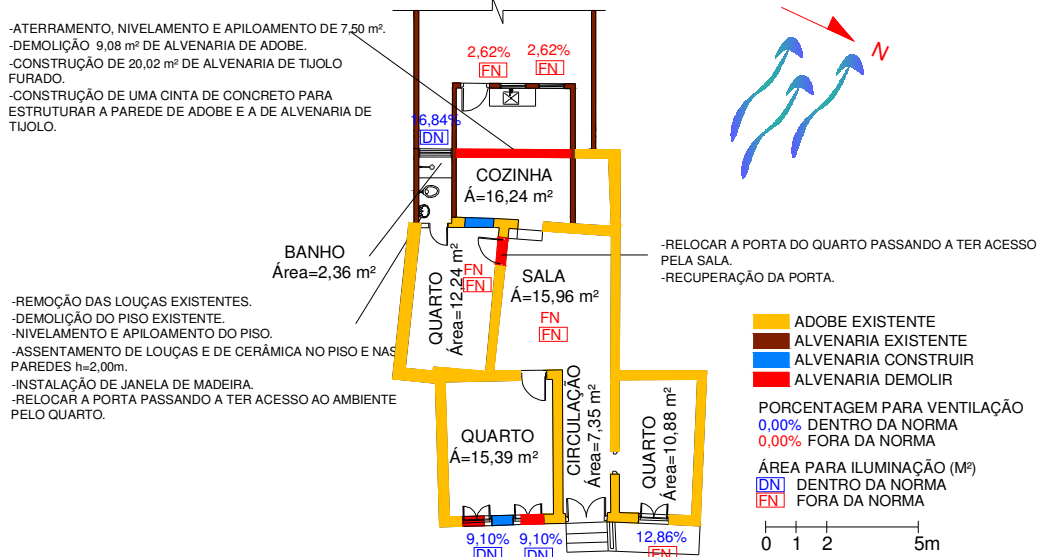 -ATERRAMENTO, NIVELAMENTO E APILOAMENTO DE 7,50 m².
-DEMOLIÇÃO 9,08 m² DE ALVENARIA DE ADOBE.
-CONSTRUÇÃO DE 20,02 m² DE ALVENARIA DE TIJOLO
FURADO.
-CONSTRUÇÃO DE UMA CINTA DE CONCRETO PARA
ESTRUTURAR A PAREDE DE ADOBE E A DE ALVENARIA DE
TIJOLO.
2,62% 2,62%
FN FN
N
16,84%
DN
COZINHA
Á=16,24 m²
BANHO
Área=2,36 m²
-RELOCAR A PORTA DO QUARTO PASSANDO A TER ACESSO
PELA SALA.
-RECUPERAÇÃO DA PORTA.
QUARTO
Área=12,24 m²
FN
FN
SALA
Á=15,96 m²
FN
FN
-REMOÇÃO DAS LOUÇAS EXISTENTES.
-DEMOLIÇÃO DO PISO EXISTENTE.
-NIVELAMENTO E APILOAMENTO DO PISO.
-ASSENTAMENTO DE LOUÇAS E DE CERÂMICA NO PISO E NAS
PAREDES h=2,00m.
-INSTALAÇÃO DE JANELA DE MADEIRA.
-RELOCAR A PORTA PASSANDO A TER ACESSO AO AMBIENTE
PELO QUARTO.
QUARTO
Á=15,39 m²
CIRCULAÇÃO
Área=7,35 m²
QUARTO
Área=10,88 m²
9,10% 9,10%
DN DN
12,86%
FN
ADOBE EXISTENTE
ALVENARIA EXISTENTE
ALVENARIA CONSTRUIR
ALVENARIA DEMOLIR
PORCENTAGEM PARA VENTILAÇÃO
0,00% DENTRO DA NORMA
0,00% FORA DA NORMA
ÁREA PARA ILUMINAÇÃO (M²)
DN DENTRO DA NORMA
FN FORA DA NORMA
0 1 2 5m